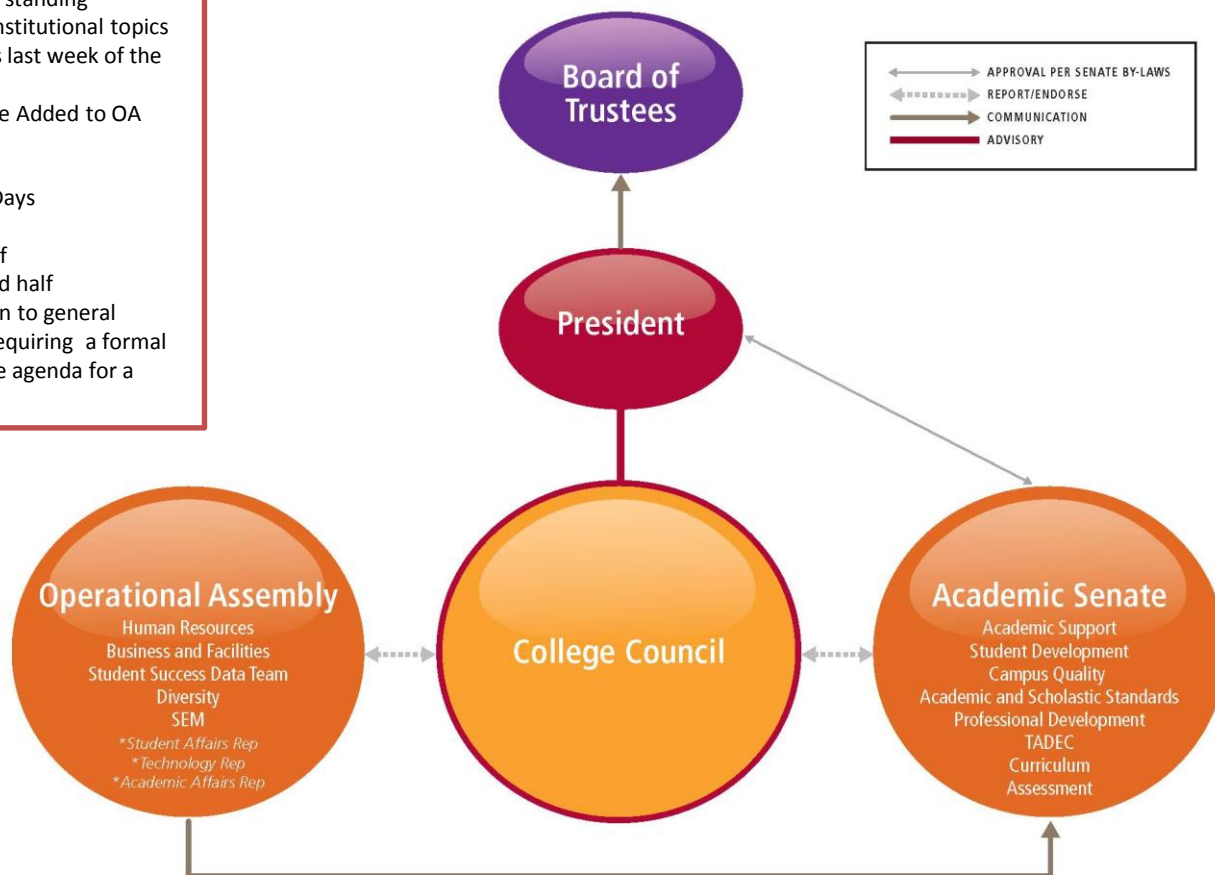 standing
nstitutional topics
s last week of the
e Added to OA
Days
f
d half
n to general
equiring a formal
e agenda for a
Board of
Trustees
APPROVAL PER SENATE BY-LAWS
REPORT/ENDORSE
COMMUNICATION
ADVISORY
President
Operational Assembly
Human Resources
Business and Facilities
Student Success Data Team
Diversity
SEM
*Student Affairs Rep
*Technology Rep
*Academic Affairs Rep
College Council
Academic Senate
Academic Support
Student Development
Campus Quality
Academic and Scholastic Standards
Professional Development
TADEC
Curriculum
Assessment